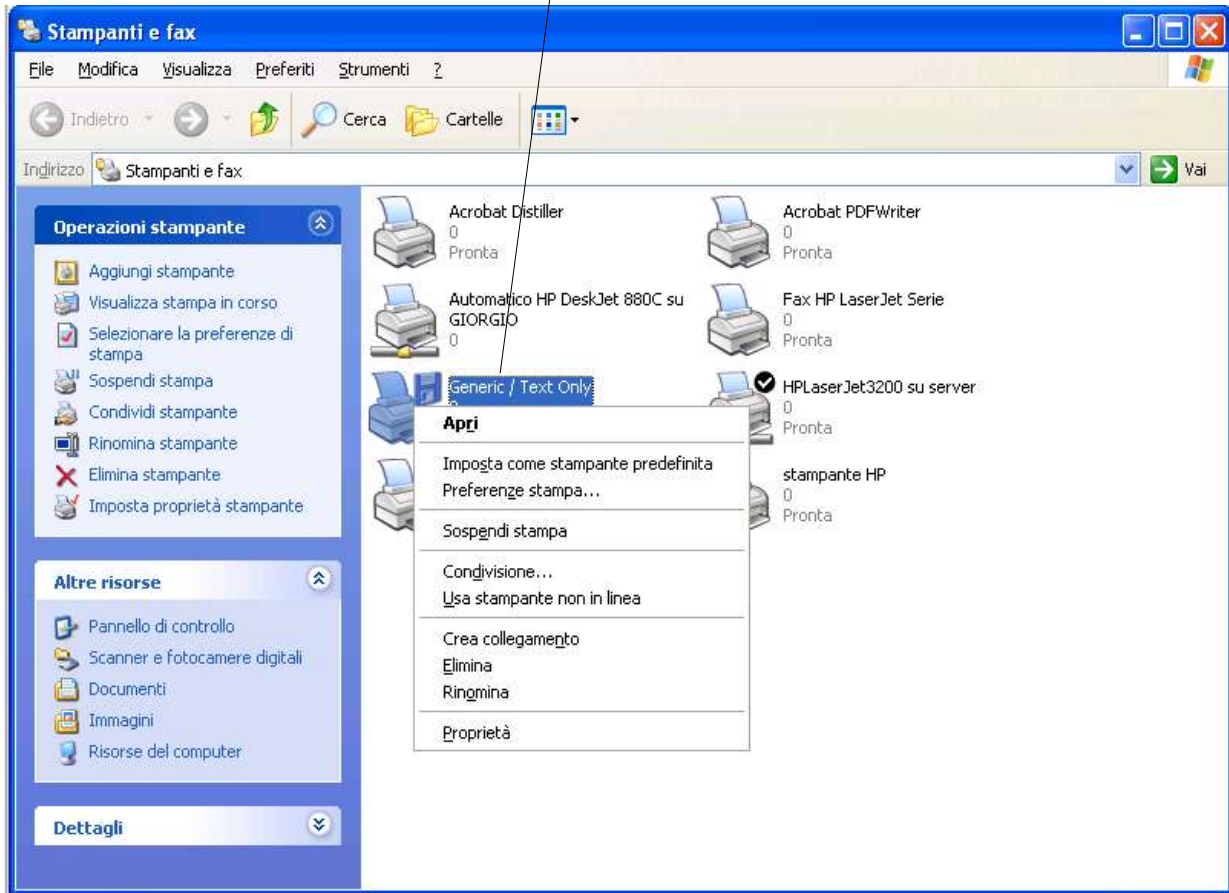 Stampanti e fax
File Modifica Visualizza Preferiti Strumenti ?
Indietro Cerca Cartelle
Indirizzo Stampanti e fax Vai
Operazioni stampante
Aggiungi stampante
Visualizza stampa in corso
Selezionare la preferenze di
stampa
Sospendi stampa
Condividi stampante
Rinomina stampante
Elimina stampante
Imposta proprietà stampante
Altre risorse
Pannello di controllo
Scanner e fotocamere digitali
Documenti
Immagini
Risorse del computer
Dettagli
Acrobat Distiller
0
Pronta
Acrobat PDFWriter
0
Pronta
Automatico HP DeskJet 880C su
GIORGIO
0
Fax HP LaserJet Serie
0
Pronta
Generic / Text Only
HPLaserJet3200 su server
0
Pronta
stampante HP
0
Pronta
Apri
Imposta come stampante predefinita
Preferenze stampa...
Sospendi stampa
Condivisione...
Usa stampante non in linea
Crea collegamento
Elimina
Rinomina
Proprietà